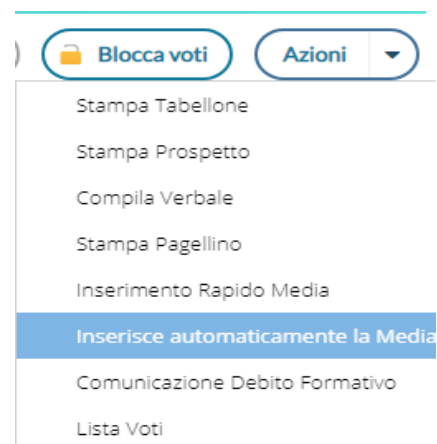 Blocca voti Azioni
Stampa Tabellone
Stampa Prospetto
Compila Verbale
Stampa Pagellino
Inserimento Rapido Media
Inserisce automaticamente la Media
Comunicazione Debito Formativo
Lista Voti